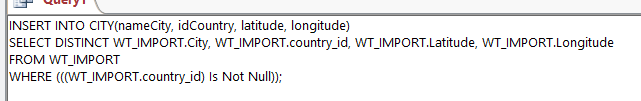 Query1
INSERT INTO CITY(nameCity, idCountry, latitude, longitude)
SELECT DISTINCT WT_IMPORT.City, WT_IMPORT.country_id, WT_IMPORT.Latitude, WT_IMPORT.Longitude
FROM WT_IMPORT
WHERE (((WT_IMPORT.country_id) Is Not Null));